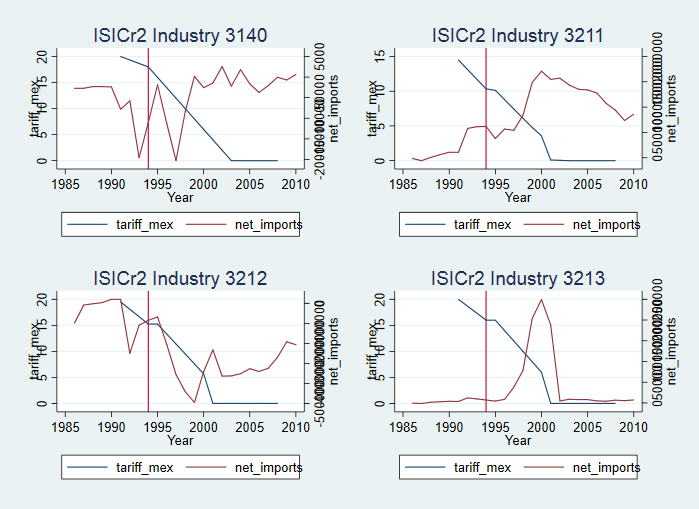 ISICr2 Industry 3140
ISICr2 Industry 3211
20
15
10
5
0
tariff_mex
5000
net_imports
1985 1990 1995 2000 2005 2010
Year
tariff_mex net_imports
15
10
5
0
tariff_mex
net_imports
1985 1990 1995 2000 2005 2010
Year
tariff_mex net_imports
ISICr2 Industry 3212
ISICr2 Industry 3213
20
15
10
5
0
tariff_mex
net_imports
1985 1990 1995 2000 2005 2010
Year
tariff_mex net_imports
20
15
10
5
0
tariff_mex
net_imports
1985 1990 1995 2000 2005 2010
Year
tariff_mex net_imports